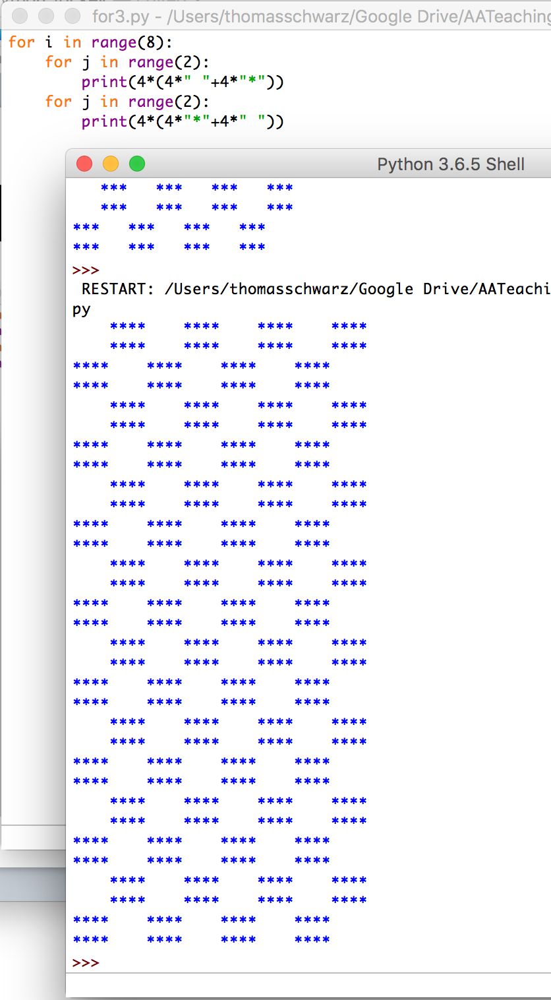 for3.py - /Users/thomasschwarz/Google Drive/AATeaching
for i in range(8):
    for j in range(2):
        print(4*(4*" "+4*"*"))
    for j in range(2):
        print(4*(4*"*"+4*" "))
Python 3.6.5 Shell
   ***   ***   ***   ***
   ***   ***   ***   ***
***   ***   ***   ***
***   ***   ***   ***
>>>
 RESTART: /Users/thomasschwarz/Google Drive/AATeachi
py
    ****    ****    ****    ****
    ****    ****    ****    ****
****    ****    ****    ****
****    ****    ****    ****
    ****    ****    ****    ****
    ****    ****    ****    ****
****    ****    ****    ****
****    ****    ****    ****
    ****    ****    ****    ****
    ****    ****    ****    ****
****    ****    ****    ****
****    ****    ****    ****
    ****    ****    ****    ****
    ****    ****    ****    ****
****    ****    ****    ****
****    ****    ****    ****
    ****    ****    ****    ****
    ****    ****    ****    ****
****    ****    ****    ****
****    ****    ****    ****
    ****    ****    ****    ****
    ****    ****    ****    ****
****    ****    ****    ****
****    ****    ****    ****
    ****    ****    ****    ****
    ****    ****    ****    ****
****    ****    ****    ****
****    ****    ****    ****
    ****    ****    ****    ****
    ****    ****    ****    ****
****    ****    ****    ****
****    ****    ****    ****
>>>